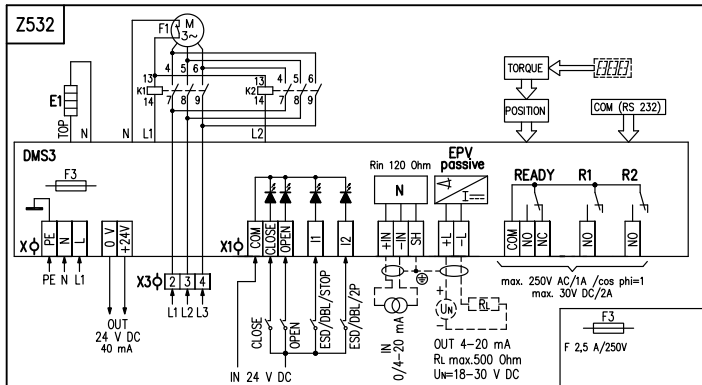 Z532
F1
M
3~
4 5 6
13
K1
14
7 8 9
13
K2
14
4 5 6
7 8 9
E1
TOP
N
N
L1
L2
TORQUE
POSITION
COM (RS 232)
DMS3
F3
Rin 120 Ohm
N
EPV
passive
I
READY
R1
R2
X
PE
N
L
0 V
+24V
X1
COM
CLOSE
OPEN
I1
I2
+IN
-IN
SH
+L
-L
COM
NO
NC
NO
NO
PE N L1
X3
2 3 4
L1 L2 L3
OUT
24 V DC
40 mA
CLOSE
OPEN
ESD/DBL/STOP
ESD/DBL/2P
IN 24 V DC
IN
0/4-20 mA
+
UN
-
RL
OUT 4-20 mA
RL max.500 Ohm
UN=18-30 V DC
max. 250V AC/1A /cos phi=1
max. 30V DC/2A
F3
F 2,5 A/250V